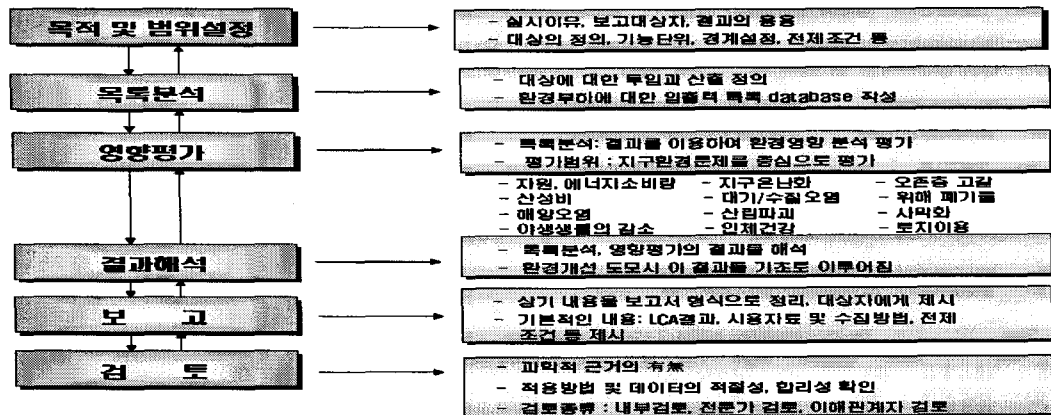 목적 및 범위설정
- 실시이유, 보고대상자, 결과의 응용
- 대상의 정의, 기능단위, 경계설정, 전제조건 등
목록분석
- 대상에 대한 투입과 산출 정의
- 환경부하에 대한 입출력 목록 database 작성
영향평가
- 목록분석: 결과를 이용하여 환경영향 분석 평가
- 평가범위 : 지구환경문제를 중심으로 평가
- 자원, 에너지소비량 - 지구온난화 - 오존층 고갈
- 산성비 - 대기/수질오염 - 위해 폐기물
- 해양오염 - 산림파괴 - 사막화
- 야생생물의 감소 - 인체건강 - 토지이용
결과해석
- 목록분석, 영향평가의 결과를 해석
- 환경개선 도모시 이 결과를 기초로 이루어짐
보 고
- 상기 내용을 보고서 형식으로 정리, 대상자에게 제시
- 기본적인 내용: LCA결과, 사용자료 및 수집방법, 전제
조건 등 제시
검 토
- 과학적 근거의 有無
- 적용방법 및 데이터의 적절성, 합리성 확인
- 검토종류 : 내부검토, 전문가 검토, 이해관계자 검토